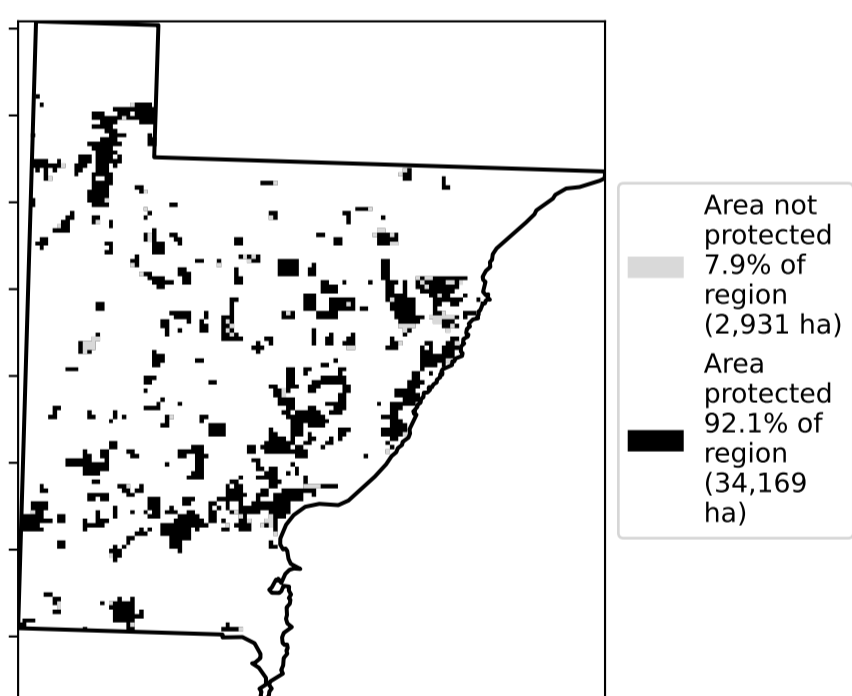 Area not
protected
7.9% of
region
(2,931 ha)
Area
protected
92.1% of
region
(34,169
ha)